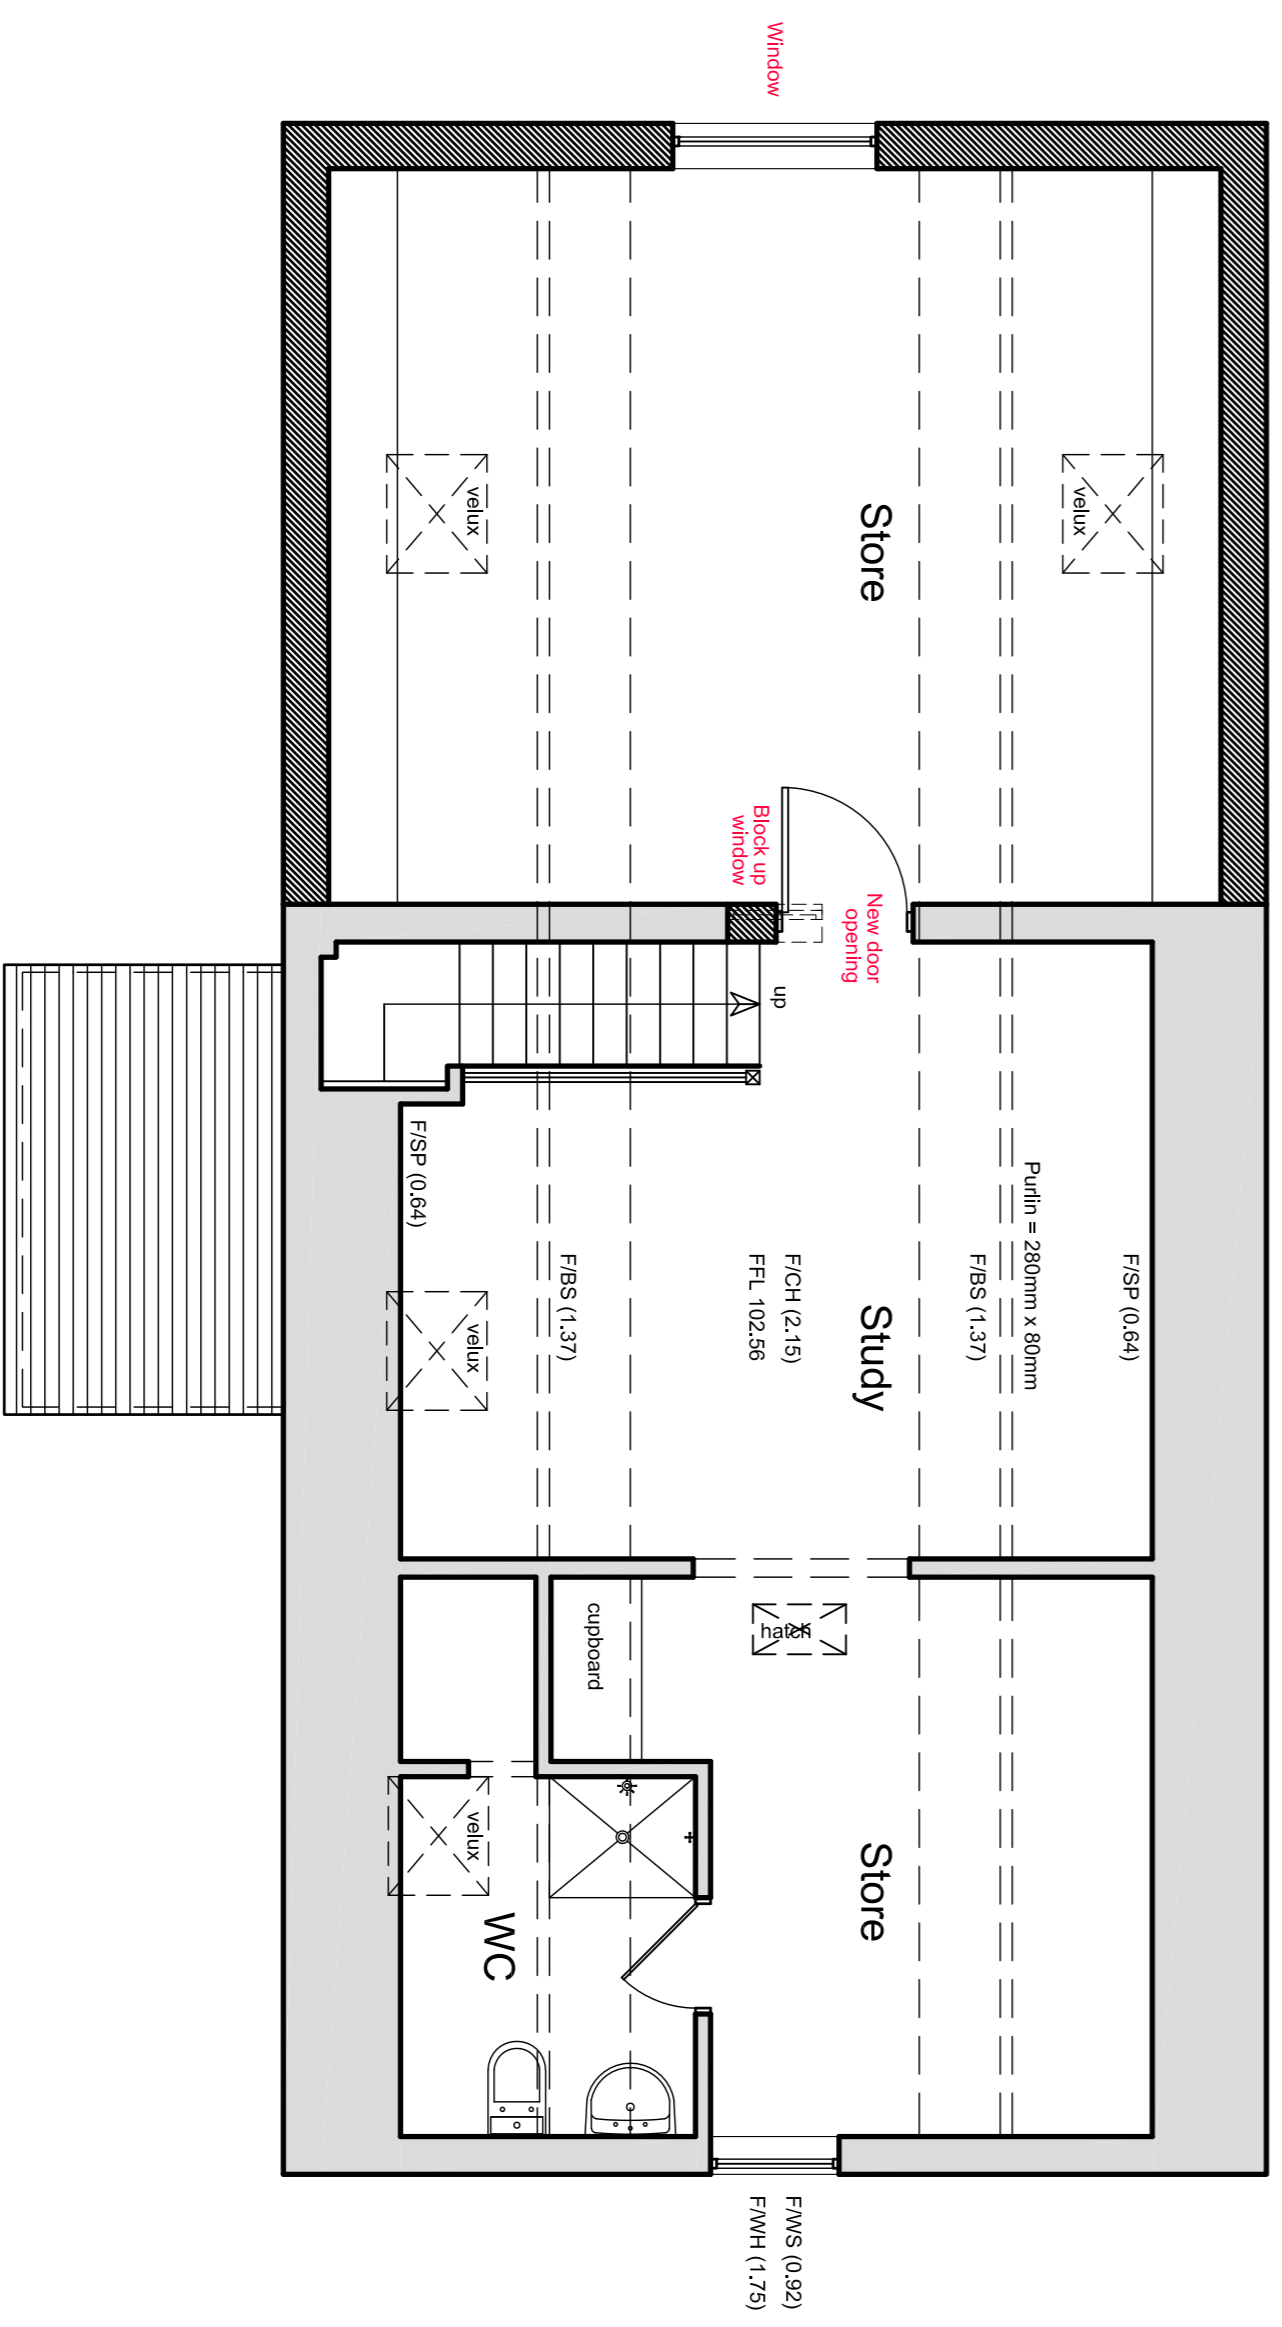 Window
velux
Store
velux
Block up
window
New door
opening
up
F/SP (0.64)
Purlin = 280mm x 80mm
F/BS (1.37)
Study
F/CH (2.15)
FFL 102.56
F/BS (1.37)
F/SP (0.64)
velux
hatch
cupboard
Store
velux
WC
F/WS (0.92)
F/WH (1.75)